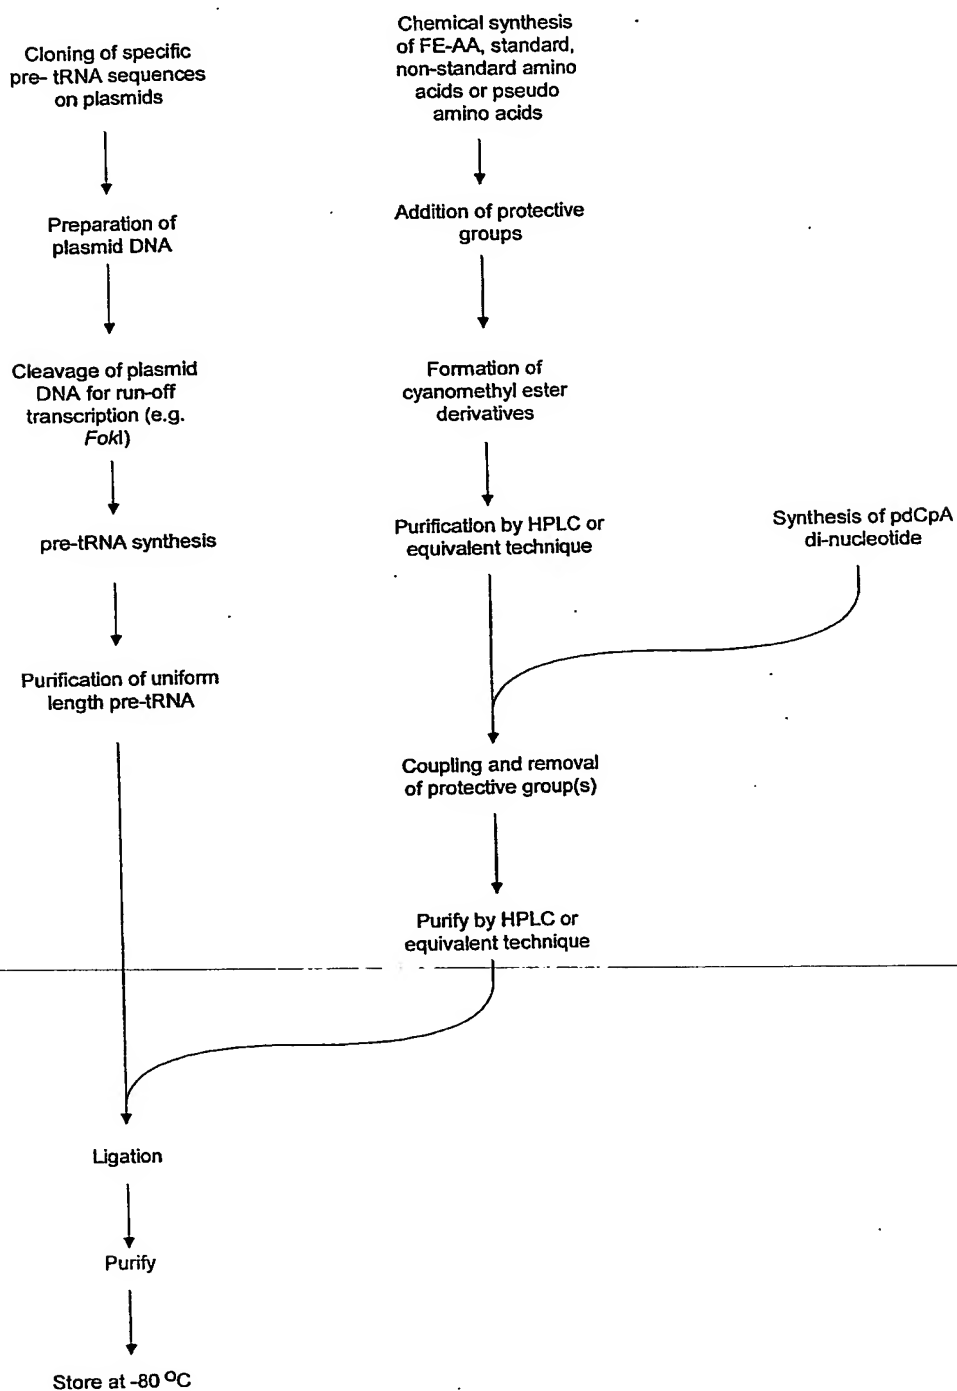 Cloning of specific
pre- tRNA sequences
on plasmids
Preparation of
plasmid DNA
Cleavage of plasmid
DNA for run-off
transcription (e.g.
FokI)
pre-tRNA synthesis
Purification of uniform
length pre-tRNA
Chemical synthesis
of FE-AA, standard,
non-standard amino
acids or pseudo
amino acids
Addition of protective
groups
Formation of
cyanomethyl ester
derivatives
Purification by HPLC or
equivalent technique
Synthesis of pdCpA
di-nucleotide
Coupling and removal
of protective group(s)
Purify by HPLC or
equivalent technique
Ligation
Purify
Store at -80 °C